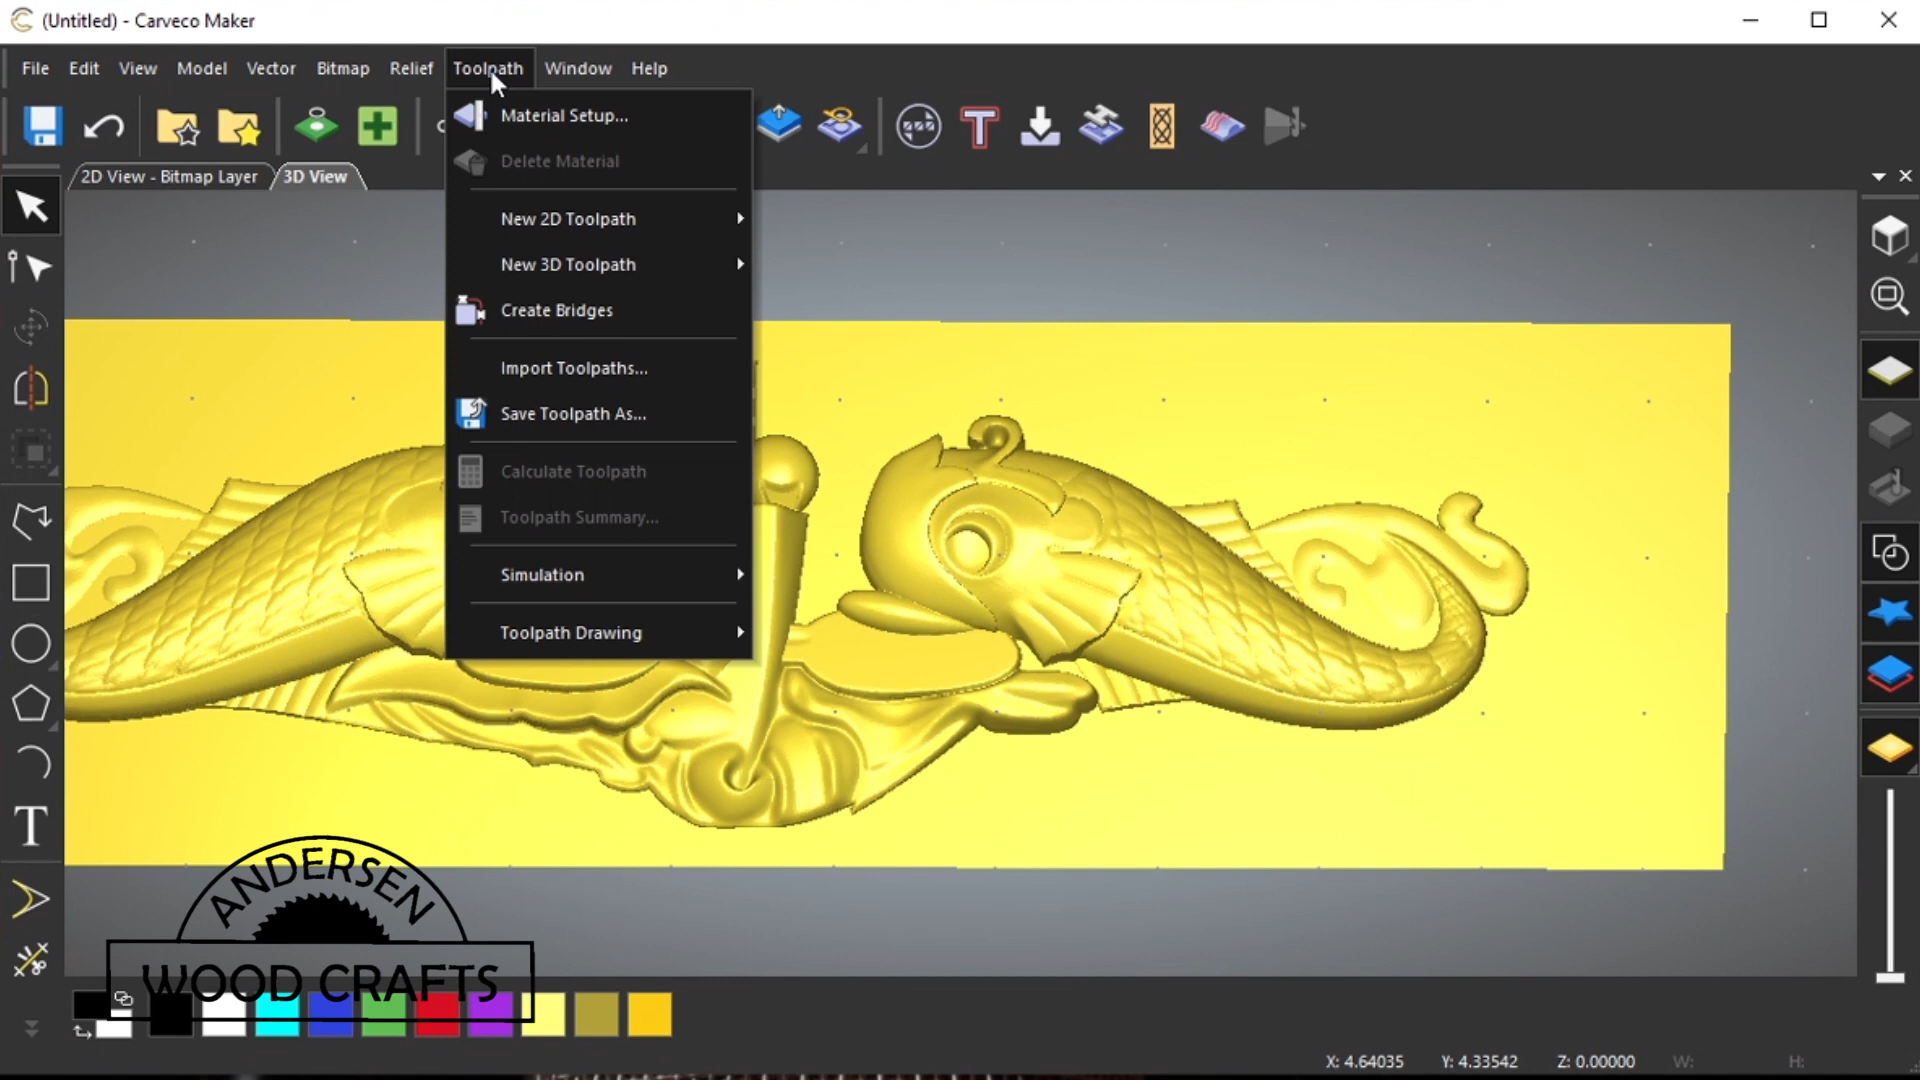 (Untitled) - Carveco Maker
File Edit View Model Vector Bitmap Relief Toolpath Window Help
2D View - Bitmap Layer 3D View
Material Setup...
Delete Material
New 2D Toolpath
New 3D Toolpath
Create Bridges
Import Toolpaths...
Save Toolpath As...
Calculate Toolpath
Toolpath Summary...
Simulation
Toolpath Drawing
T
T
ANDERSEN
WOOD CRAFTS
X: 4.64035 Y: 4.33542 Z: 0.00000 W: H: